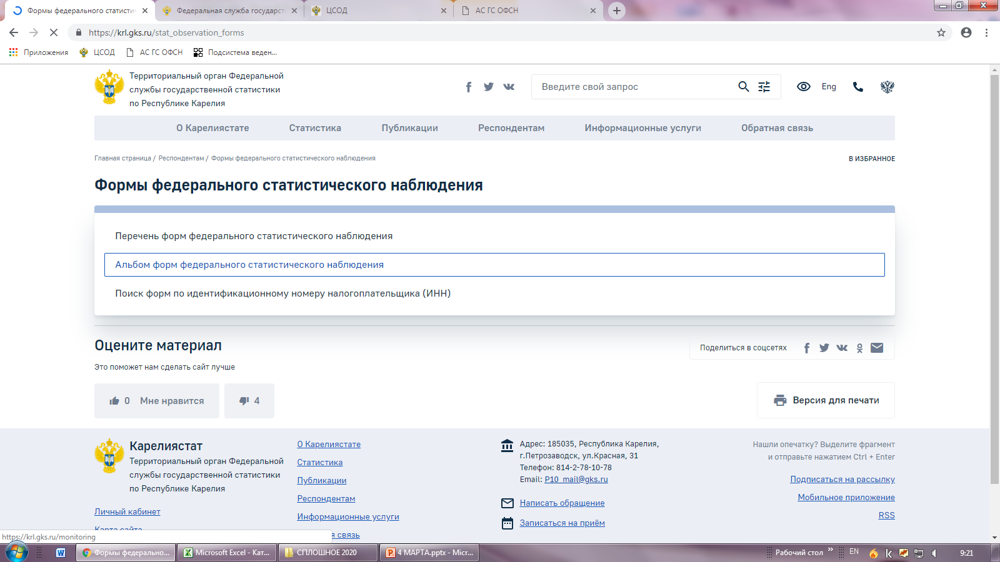 Формы федерального статисти
Федеральная служба государст
ЦСОД
АС ГС ОФСН
https://krl.gks.ru/stat_observation_forms
Приложения
ЦСОД
АС ГС ОФСН
Подсистема веден...
Территориальный орган Федеральной
службы государственной статистики
по Республике Карелия
Введите свой запрос
Eng
О Карелиястате
Статистика
Публикации
Респондентам
Информационные услуги
Обратная связь
Главная страница / Респондентам / Формы федерального статистического наблюдения
В ИЗБРАННОЕ
Формы федерального статистического наблюдения
Перечень форм федерального статистического наблюдения
Альбом форм федерального статистического наблюдения
Поиск форм по идентификационному номеру налогоплательщика (ИНН)
Оцените материал
Это поможет нам сделать сайт лучше
Поделиться в соцсетях
0 Мне нравится
4
Версия для печати
Карелиястат
Территориальный орган Федеральной
службы государственной статистики
по Республике Карелия
Личный кабинет
Карта сайта
О Карелиястате
Статистика
Публикации
Респондентам
Информационные услуги
я связь
Адрес: 185035, Республика Карелия,
г.Петрозаводск, ул.Красная, 31
Телефон: 814-2-78-10-78
Email: P10_mail@gks.ru
Написать обращение
Записаться на приём
Нашли опечатку? Выделите фрагмент
и отправьте нажатием Ctrl + Enter
Подписаться на рассылку
Мобильное приложение
RSS
https://krl.gks.ru/monitoring
Формы федерально...
Microsoft Excel - Кат...
СПЛОШНОЕ 2020
4 МАРТА.pptx - Micr...
Рабочий стол
EN
9:21